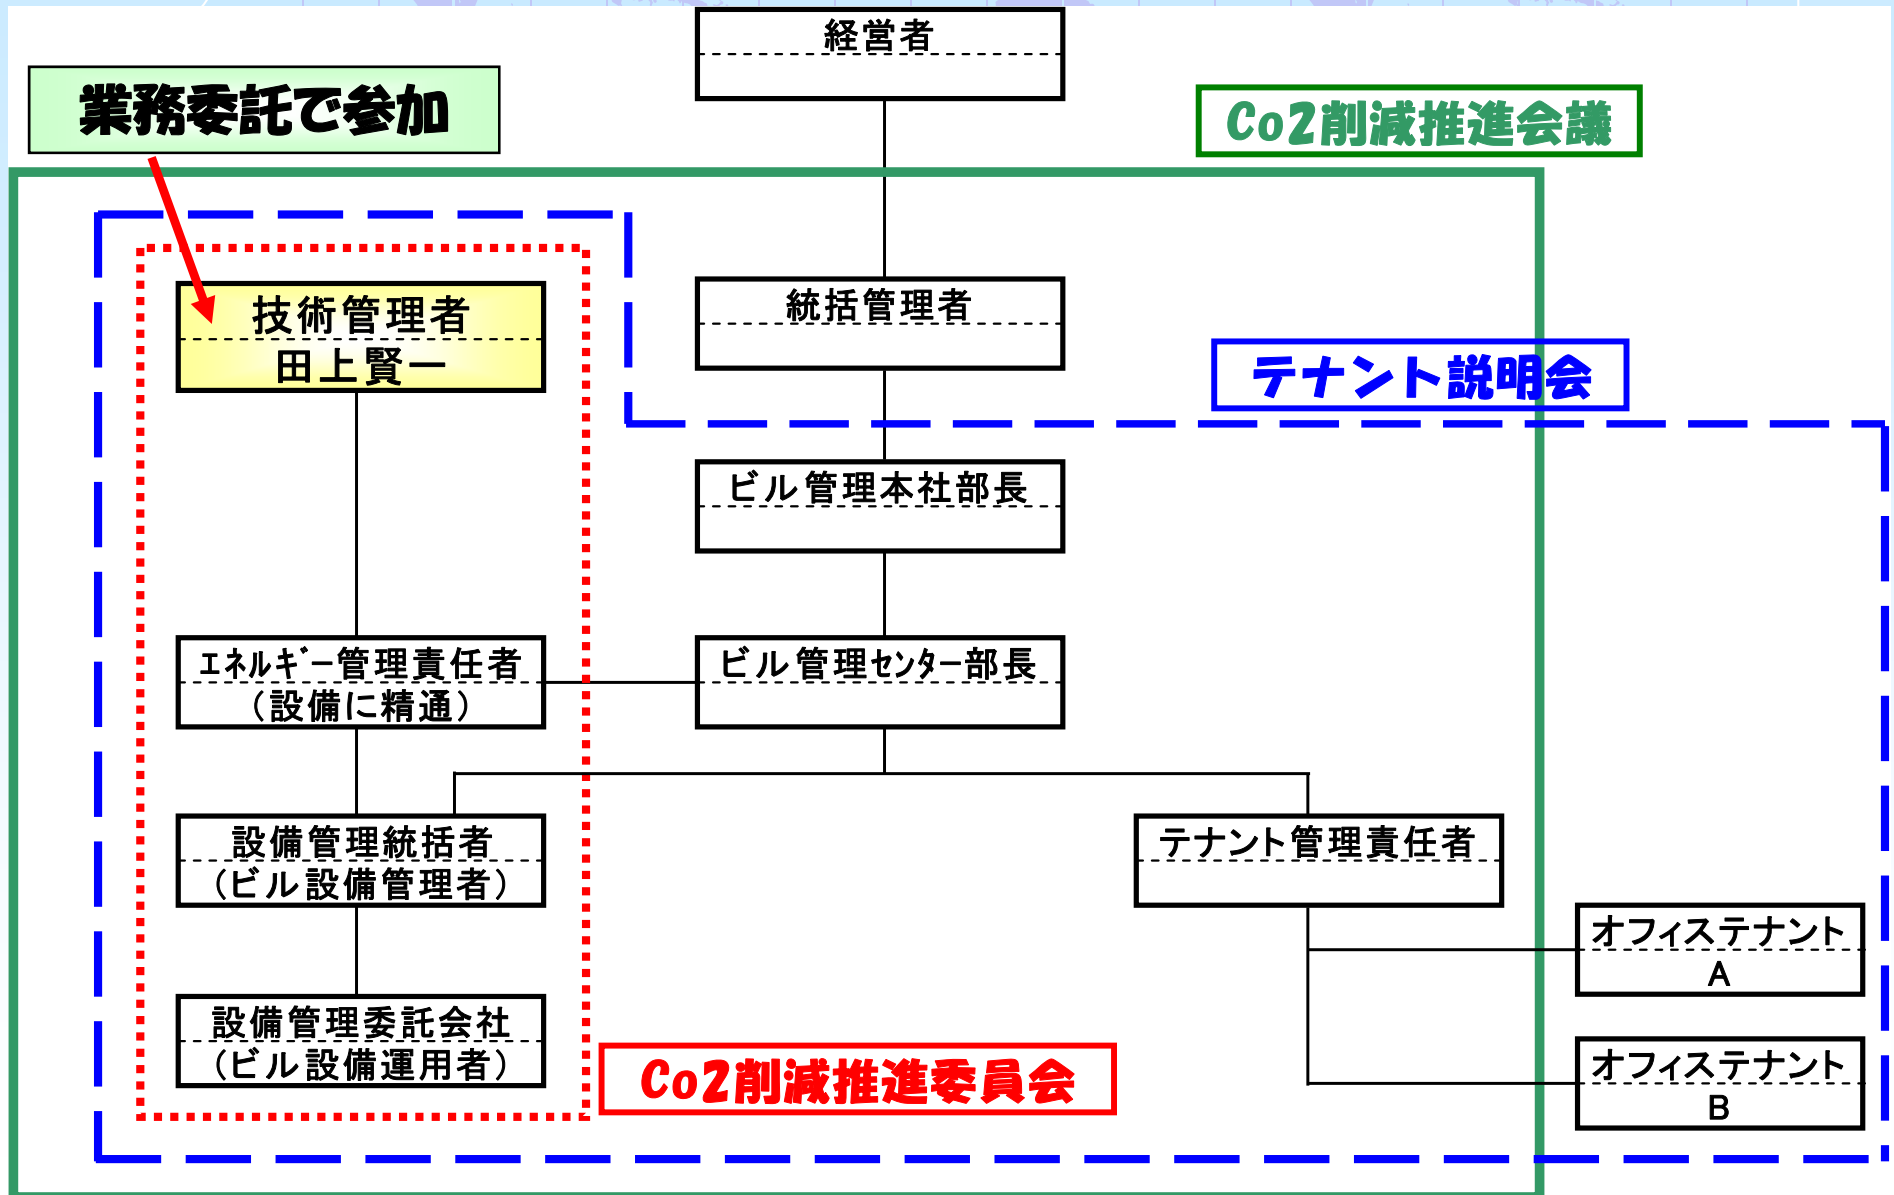 経営者
業務委託で参加
Co2削減推進会議
技術管理者
田上賢一
統括管理者
テナント説明会
ビル管理本社部長
エネルギー管理責任者
(設備に精通)
ビル管理センター部長
設備管理統括者
(ビル設備管理者)
テナント管理責任者
オフィステナント
A
設備管理委託会社
(ビル設備運用者)
Co2削減推進委員会
オフィステナント
B